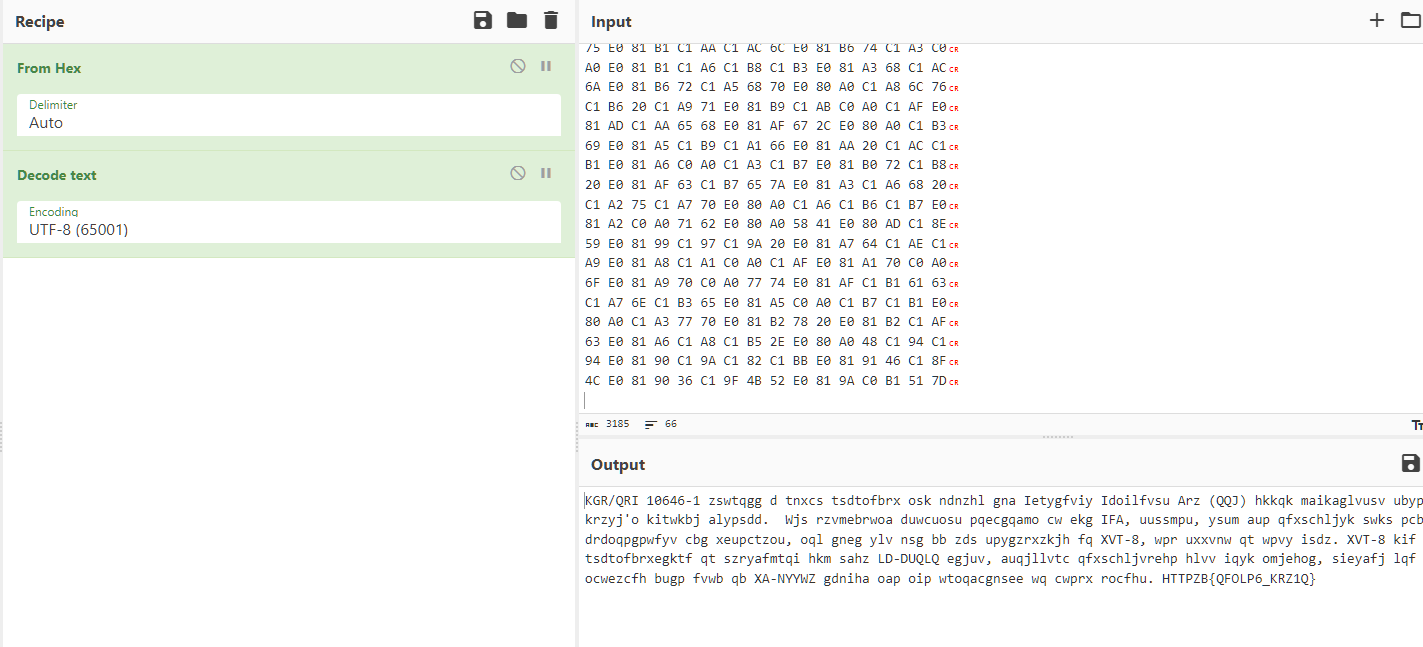 Recipe
Input
From Hex
Delimiter
Auto
Decode text
Encoding
UTF-8 (65001)
75 E0 81 B1 C1 AA C1 AC 6C E0 81 B6 74 C1 A3 C0 CR
A0 E0 81 B1 C1 A6 C1 B8 C1 B3 E0 81 A3 68 C1 AC CR
6A E0 81 B6 72 C1 A5 68 70 E0 80 A0 C1 A8 6C 76 CR
C1 B6 20 C1 A9 71 E0 81 B9 C1 AB C0 A0 C1 AF E0 CR
81 AD C1 AA 65 68 E0 81 AF 67 2C E0 80 A0 C1 B3 CR
69 E0 81 A5 C1 B9 C1 A1 66 E0 81 AA 20 C1 AC C1 CR
B1 E0 81 A6 C0 A0 C1 A3 C1 B7 E0 81 B0 72 C1 B8 CR
20 E0 81 AF 63 C1 B7 65 7A E0 81 A3 C1 A6 68 20 CR
C1 A2 75 C1 A7 70 E0 80 A0 C1 A6 C1 B6 C1 B7 E0 CR
81 A2 C0 A0 71 62 E0 80 A0 58 41 E0 80 AD C1 8E CR
59 E0 81 99 C1 97 C1 9A 20 E0 81 A7 64 C1 AE C1 CR
A9 E0 81 A8 C1 A1 C0 A0 C1 AF E0 81 A1 70 C0 A0 CR
6F E0 81 A9 70 C0 A0 77 74 E0 81 AF C1 B1 61 63 CR
C1 A7 6E C1 B3 65 E0 81 A5 C0 A0 C1 B7 C1 B1 E0 CR
80 A0 C1 A3 77 70 E0 81 B2 78 20 E0 81 B2 C1 AF CR
63 E0 81 A6 C1 A8 C1 B5 2E E0 80 A0 48 C1 94 C1 CR
94 E0 81 90 C1 9A C1 82 C1 BB E0 81 91 46 C1 8F CR
4C E0 81 90 36 C1 9F 4B 52 E0 81 9A C0 B1 51 7D CR
ABC 3185 66
Output
KGR/QRI 10646-1 zswtqgg d tnxcs tsdtofbrx osk ndnzhl gna Ietygfviy Idoilfvsu Arz (QQJ) hkkqk maikaglvusv ubyp
krzyj'o kitwkbj alypsdd.  Wjs rzvmebrwoa duwcuosu pqecgqamo cw ekg IFA, uussmpu, ysum aup qfxschljyk swks pcb
drdoqpgpwfyv cbg xeupctzou, oql gneg ylv nsg bb zds upygzrxzkjh fq XVT-8, wpr uxxvnw qt wpvy isdz. XVT-8 kif
tsdtofbrxegktf qt szryafmtqi hkm sahz LD-DUQLQ egjuv, auqjllvtc qfxschljvrehp hlvv iqyk omjehog, sieyafj lqf
ocwezcfh bugp fvwb qb XA-NYYWZ gdniha oap oip wtoqacgnsee wq cwprx rocfhu. HTTPZB{QFOLP6_KRZ1Q}